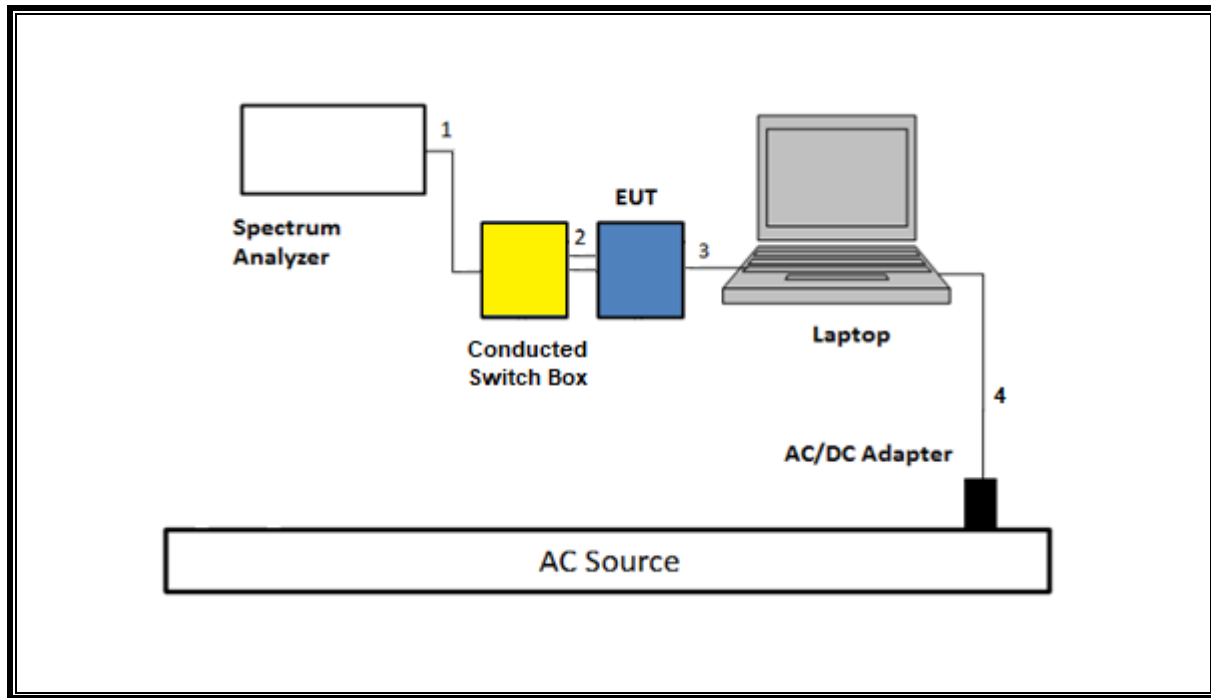 1
Spectrum
Analyzer
Conducted
Switch Box
2
EUT
3
Laptop
4
AC/DC Adapter
AC Source